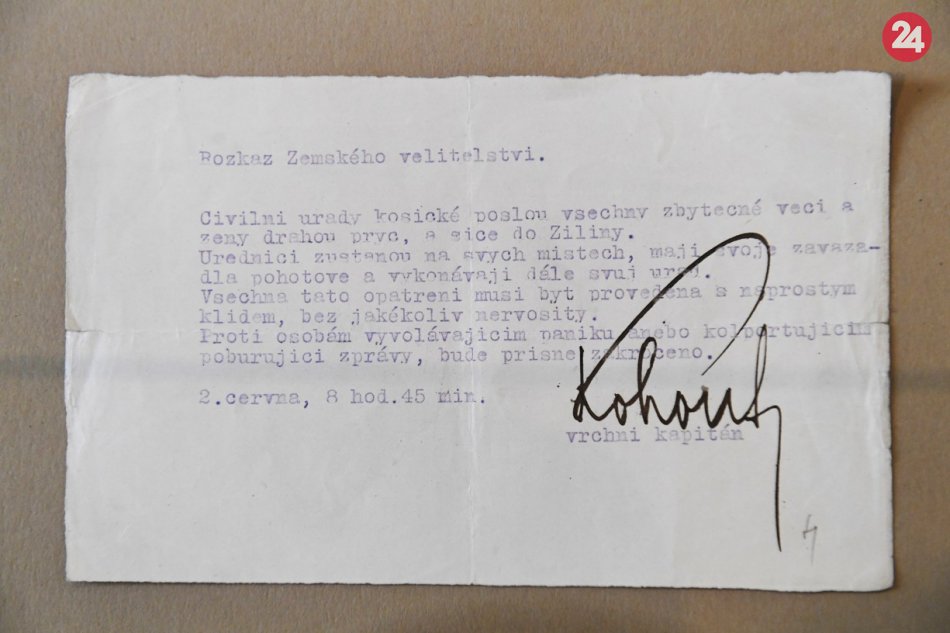 24
Rozkaz Zemského velitelstvi.
Civilni urady kosické poslou vsechny zbytecné veci a
zeny drahou pryc, a sice do Ziliny.
Urednici zustanou na svych mistech, maji svoje zavaza-
dla pohotove a vykonávaji dále svuj urad.
Vsechna tato opatreni musi byt provedena s naprostym
klidem, bez jakékoliv nervosity.
Proti osobám vyvolávajicim paniku anebo kolportujicim
poburujici zprávy, bude prisne zakroceno.
2.cervna, 8 hod.45 min.
Kohout
vrchni kapitán